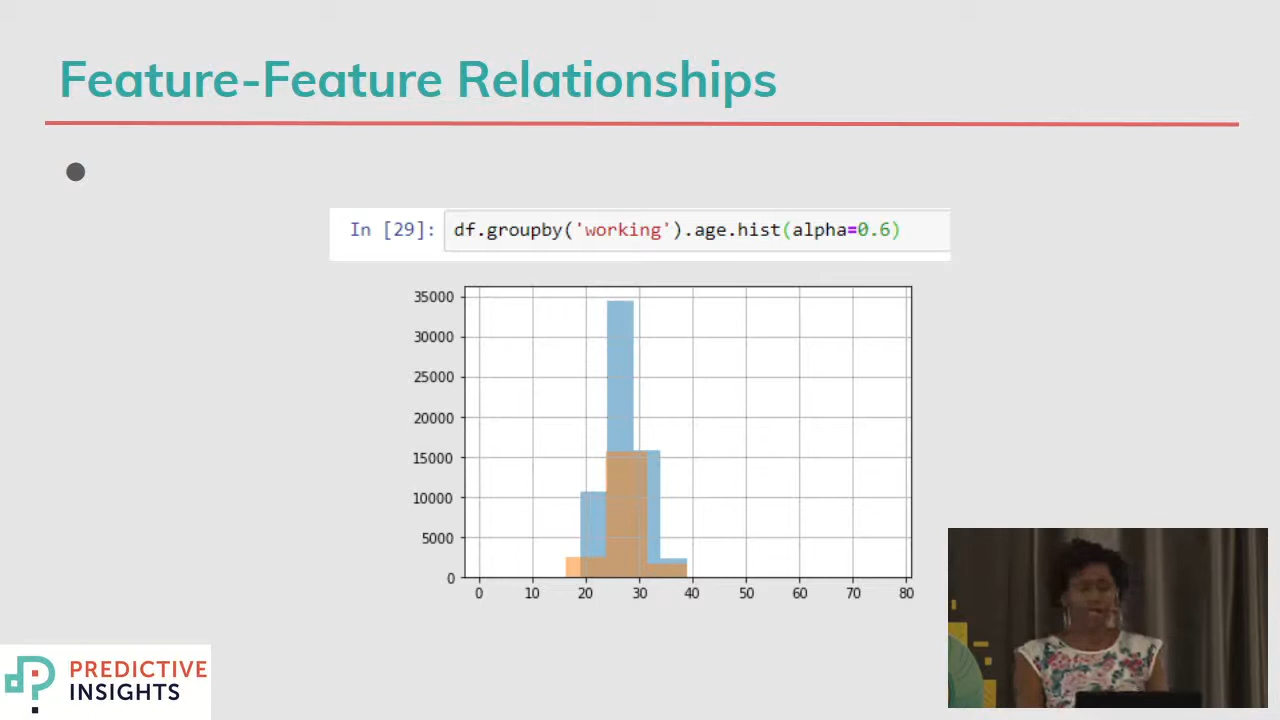 Feature-Feature Relationships
In [29]: df.groupby('working').age.hist(alpha=0.6)
35000
30000
25000
20000
15000
10000
5000
0
0 10 20 30 40 50 60 70 80
PREDICTIVE
INSIGHTS